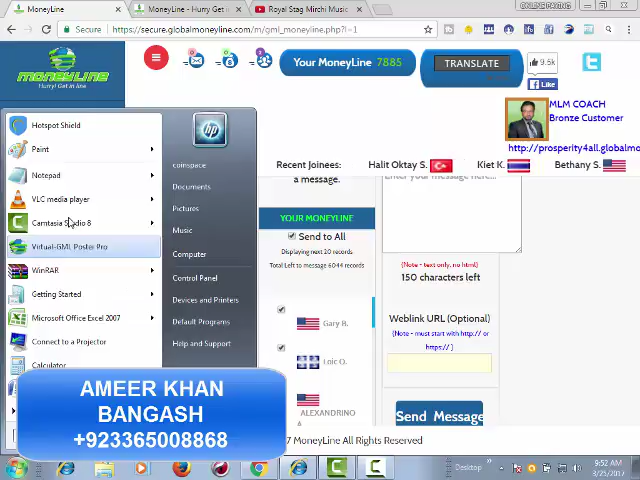 MoneyLine
MoneyLine - Hurry! Get in
Royal Stag Mirchi Music
Secure
https://secure.globalmoneyline.com/m/gml_moneyline.php?l=1
moneyline
Hurry! Get in line
Your MoneyLine 7885
TRANSLATE
9.5k
Like
MLM COACH
Bronze Customer
http://prosperity4all.globalmo
Recent Joinees:
Halit Oktay S.
Kiet K.
Bethany S.
Hotspot Shield
Paint
Notepad
VLC media player
Camtasia Studio 8
Virtual-GML Poster Pro
WinRAR
Getting Started
Microsoft Office Excel 2007
Connect to a Projector
Calculator
hp
coinspace
Documents
Pictures
Music
Computer
Control Panel
Devices and Printers
Default Programs
Help and Support
a message.
YOUR MONEYLINE
Send to All
Displaying next 20 records.
Total Left to message 6044 records
Gary B.
Loic O.
ALEXANDRINO
Enter your message here...
(Note - text only, no html)
150 characters left
Weblink URL (Optional)
(Note - must start with http:// or
https:// )
Send Message
7 MoneyLine All Rights Reserved
AMEER KHAN
BANGASH
+923365008868
Desktop
9:52 AM
3/25/2017